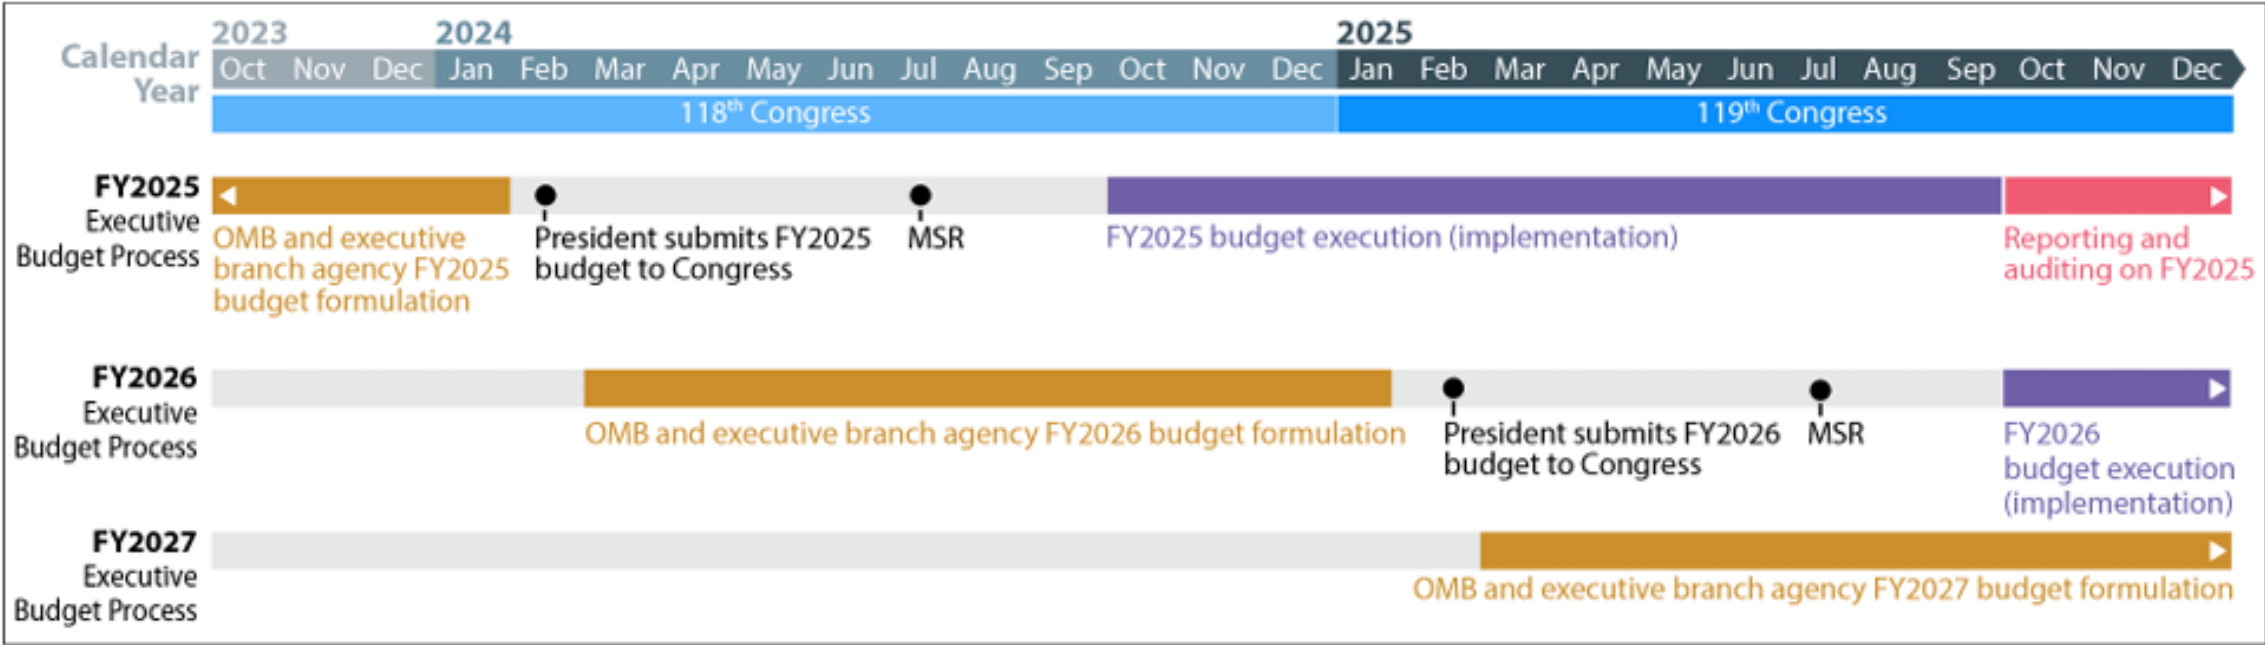 2023 2024 2025
Calendar Year
Oct Nov Dec Jan Feb Mar Apr May Jun Jul Aug Sep Oct Nov Dec Jan Feb Mar Apr May Jun Jul Aug Sep Oct Nov Dec
118th Congress 119th Congress
FY2025
Executive
Budget Process
OMB and executive
branch agency FY2025
budget formulation
President submits FY2025
budget to Congress
MSR
FY2025 budget execution (implementation)
Reporting and
auditing on FY2025
FY2026
Executive
Budget Process
OMB and executive branch agency FY2026 budget formulation
President submits FY2026
budget to Congress
MSR
FY2026
budget execution
(implementation)
FY2027
Executive
Budget Process
OMB and executive branch agency FY2027 budget formulation